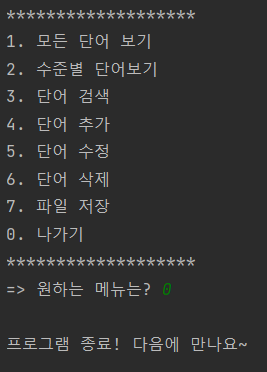 *******************
1. 모든 단어 보기
2. 수준별 단어보기
3. 단어 검색
4. 단어 추가
5. 단어 수정
6. 단어 삭제
7. 파일 저장
0. 나가기
*******************
=> 원하는 메뉴는? 0
프로그램 종료! 다음에 만나요~